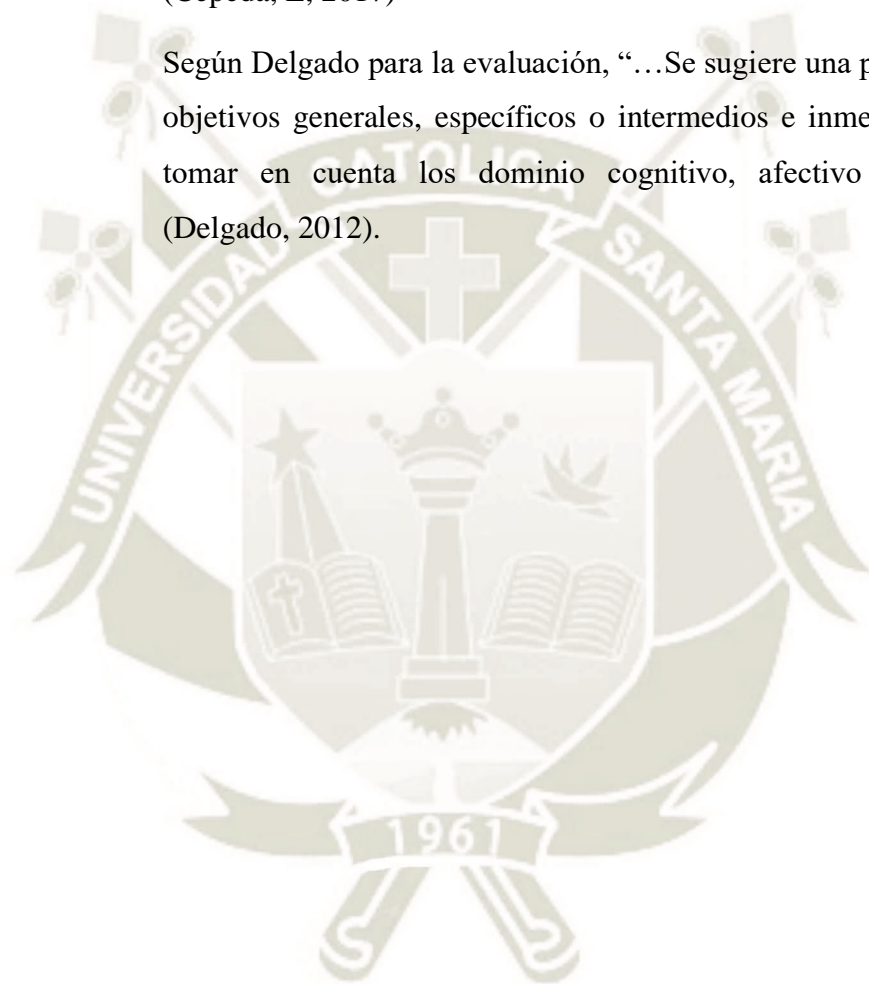 Según Delgado para la evaluación, “…Se sugiere una
objetivos generales, específicos o intermedios e
tomar en cuenta los dominio cognitivo, afectivo
(Delgado, 2012).
UNIVERSIDAD CATOLICA SANTA MARIA
1961